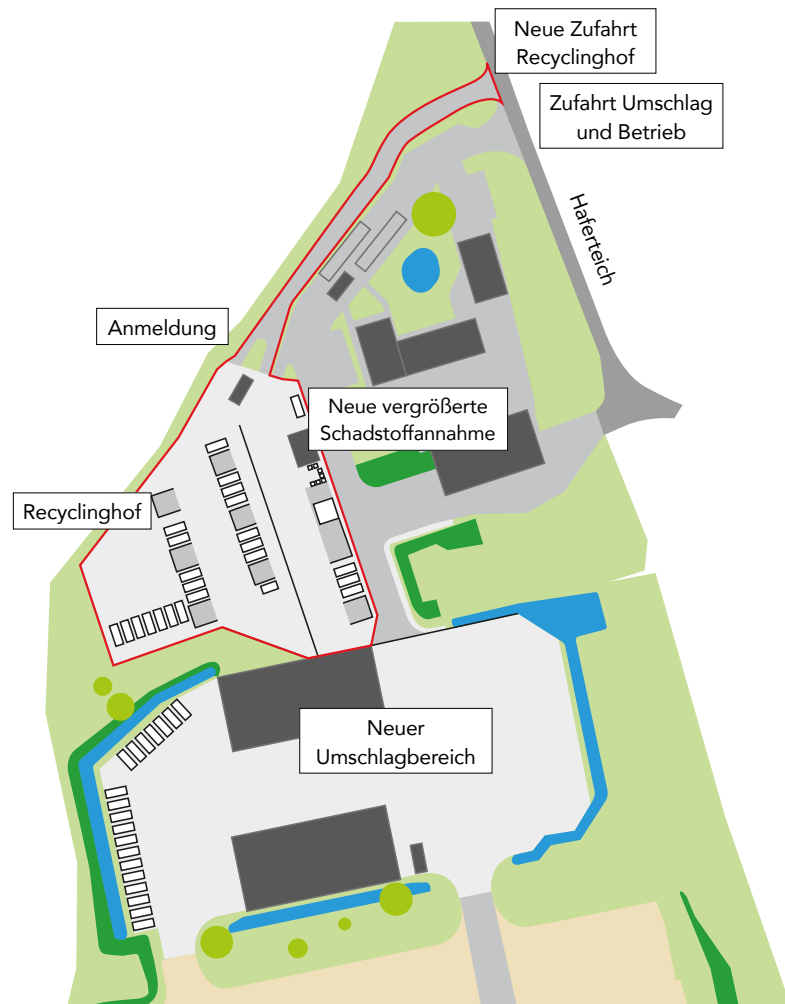 Neue Zufahrt
Recyclinghof
Zufahrt Umschlag
und Betrieb
Haferteich
Anmeldung
Neue vergrößerte
Schadstoffannahme
Recyclinghof
Neuer
Umschlagbereich